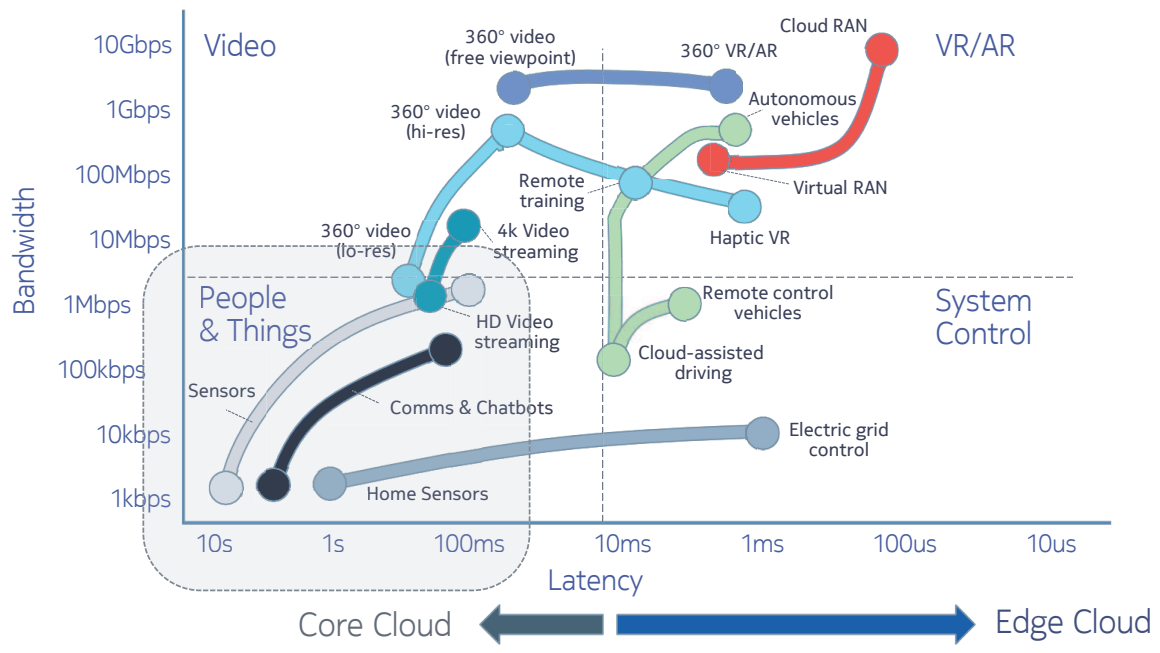 Video
VR/AR
Cloud RAN
360° video
(free viewpoint)
360° VR/AR
10Gbps
1Gbps
100Mbps
10Mbps
1Mbps
100kbps
10kbps
1kbps
Bandwidth
360° video
(hi-res)
Autonomous
vehicles
Remote
training
Virtual RAN
Haptic VR
360° video
(lo-res)
4k Video
streaming
People
& Things
HD Video
streaming
Remote control
vehicles
System
Control
Cloud-assisted
driving
Sensors
Comms & Chatbots
Electric grid
control
Home Sensors
10s
1s
100ms
10ms
1ms
100us
10us
Latency
Core Cloud
Edge Cloud